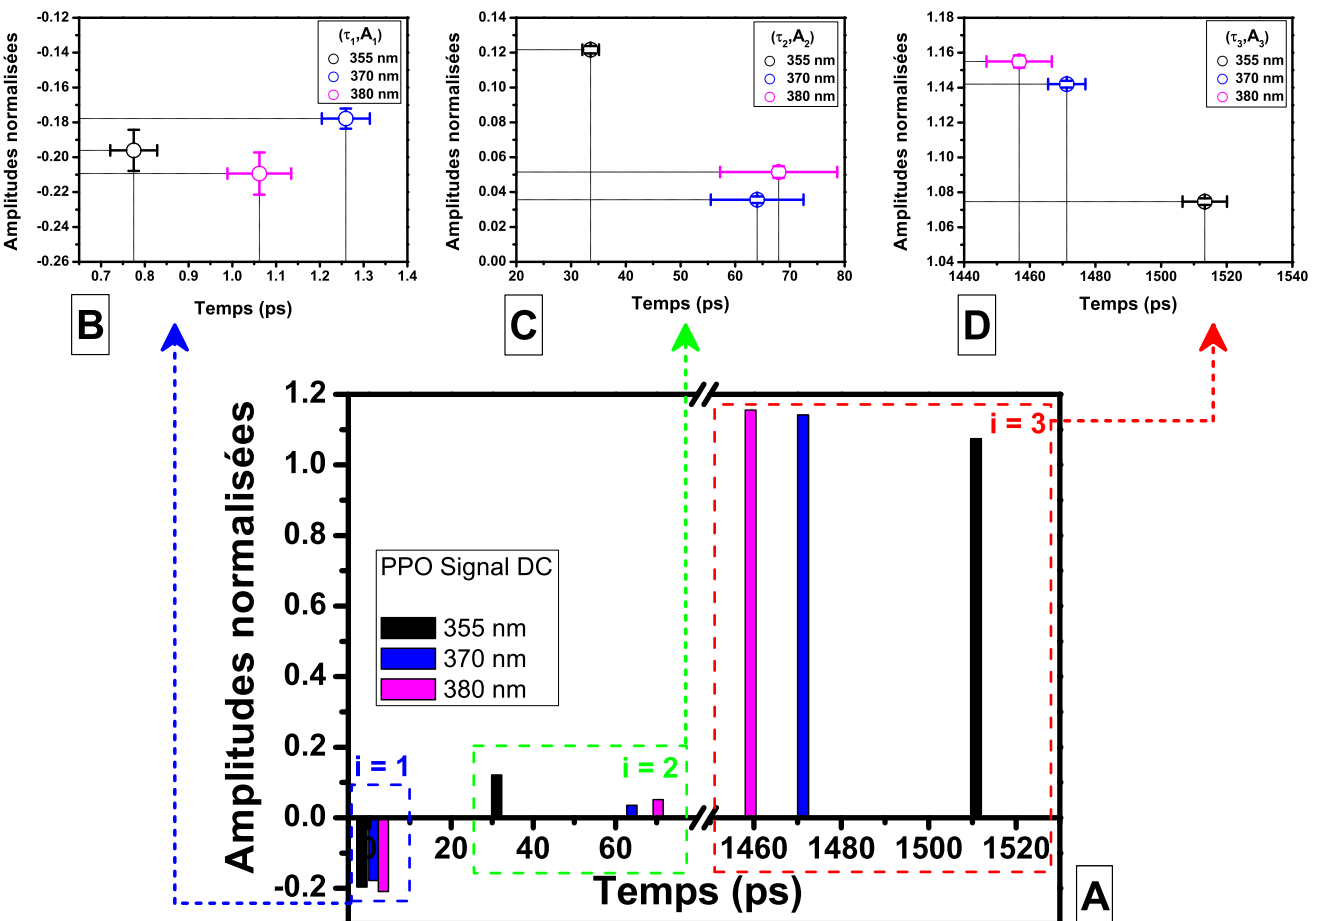 -0.12
-0.14
-0.16
-0.18
-0.20
-0.22
-0.24
-0.26
Amplitudes normalisées
(τ1,A1)
355 nm
370 nm
380 nm
0.7 0.8 0.9 1.0 1.1 1.2 1.3 1.4
Temps (ps)
B
0.14
0.12
0.10
0.08
0.06
0.04
0.02
0.00
Amplitudes normalisées
(τ2,A2)
355 nm
370 nm
380 nm
20 30 40 50 60 70 80
Temps (ps)
C
1.18
1.16
1.14
1.12
1.10
1.08
1.06
1.04
Amplitudes normalisées
(τ3,A3)
355 nm
370 nm
380 nm
1440 1460 1480 1500 1520 1540
Temps (ps)
D
1.2
1.0
0.8
0.6
0.4
0.2
0.0
-0.2
Amplitudes normalisées
PPO Signal DC
355 nm
370 nm
380 nm
i = 1
i = 2
i = 3
0 20 40 60 1460 1480 1500 1520
Temps (ps)
A